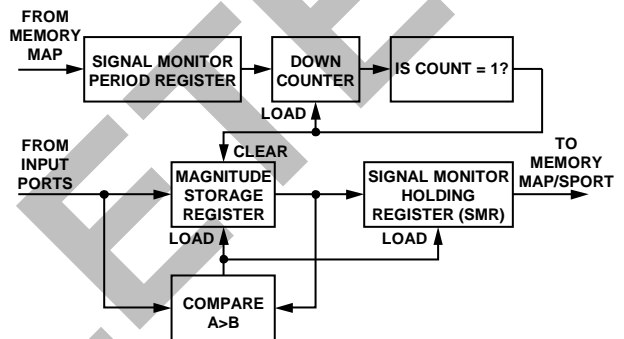 FROM
MEMORY
MAP
SIGNAL MONITOR
PERIOD REGISTER
DOWN
COUNTER
IS COUNT = 1?
LOAD
FROM
INPUT
PORTS
CLEAR
MAGNITUDE
STORAGE
REGISTER
SIGNAL MONITOR
HOLDING
REGISTER (SMR)
TO
MEMORY
MAP/SPORT
LOAD
LOAD
COMPARE
A>B